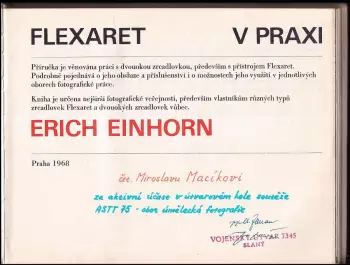 FLEXARET V PRAXI
Příručka je věnována práci s dvouokou zrcadlovkou, především s přístrojem Flexaret.
Podrobně pojednává o jeho obsluze a příslušenství i o možnostech jeho využití v jednotlivých
oborech fotografické práce.
Kniha je určena nejširší fotografické veřejnosti, především vlastníkům různých typů
zrcadlovek Flexaret a dvouokých zrcadlovek vůbec.
ERICH EINHORN
Praha 1968
čet. Miroslavu Macíkovi
za aktivní účast v útvarovém kole soutěže
ASTT 75 - obor umělecká fotografie
VOJENSKÝ ÚTVAR 7345
SLANÝ